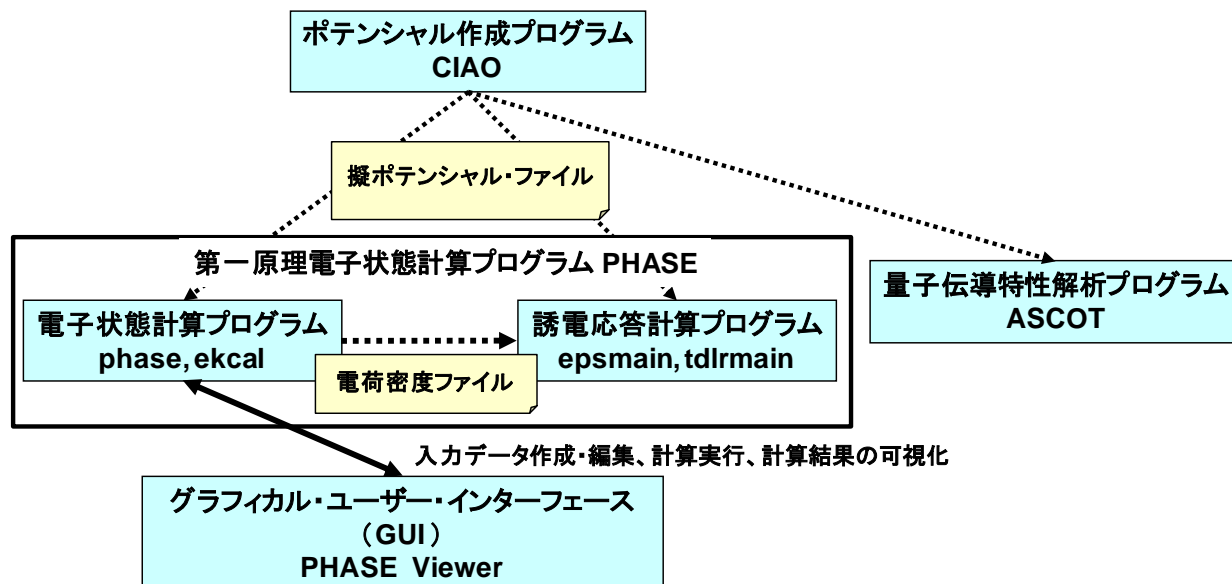 ポテンシャル作成プログラム
CIAO
擬ポテンシャル・ファイル
第一原理電子状態計算プログラム PHASE
電子状態計算プログラム
phase, ekcal
誘電応答計算プログラム
epsmain, tdlrmain
電荷密度ファイル
量子伝導特性解析プログラム
ASCOT
入力データ作成・編集、計算実行、計算結果の可視化
グラフィカル・ユーザー・インターフェース
（GUI）
PHASE Viewer